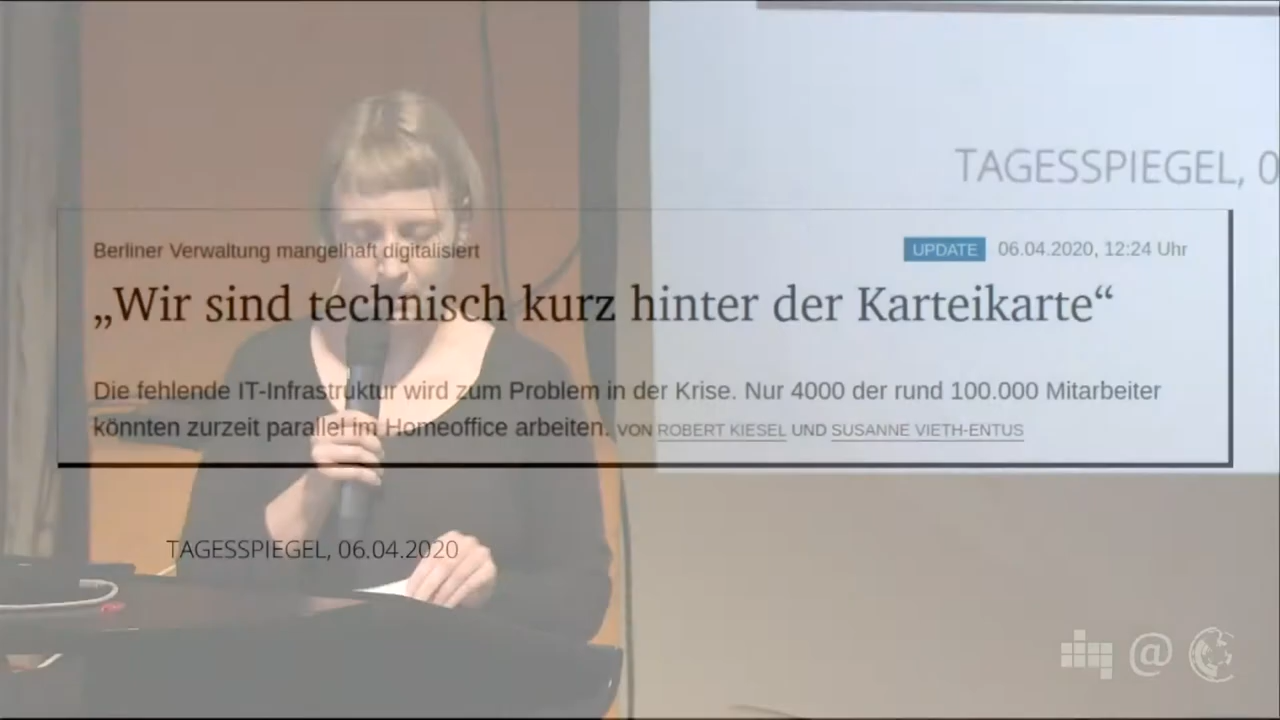 TAGESSPIEGEL, 0
Berliner Verwaltung mangelhaft digitalisiert
UPDATE 06.04.2020, 12:24 Uhr
„Wir sind technisch kurz hinter der Karteikarte“
Die fehlende IT-Infrastruktur wird zum Problem in der Krise. Nur 4000 der rund 100.000 Mitarbeiter
könnten zurzeit parallel im Homeoffice arbeiten. VON ROBERT KIESEL UND SUSANNE VIETH-ENTUS
TAGESSPIEGEL, 06.04.2020
@